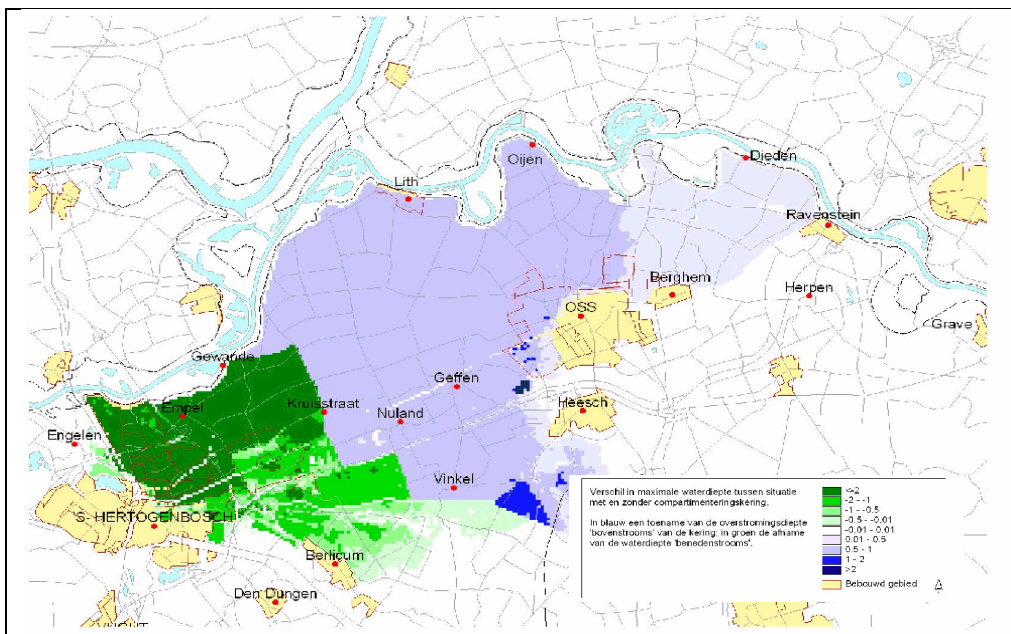 Oijen
Dieden
Lith
Ravenstein
Berghem
Herpen
OSS
Grave
Gewande
Geffen
Empel
Kruisstraat
Nuland
Heesch
Engelen
Vinkel
S- HERTOGENBOSCH
Berlicum
Den Dungen
Verschil in maximale waterdiepte tussen situatie
met en zonder compartimenteringskering.
In blauw een toename van de overstromingsdiepte
'bovenstrooms' van de kering; in groen de afname
van de waterdiepte 'benedenstrooms'.
<-2
-2 - -1
-1 - -0.5
-0.5 - -0.01
-0.01 - 0.01
0.01 - 0.5
0.5 - 1
1 - 2
>2
Bebouwd gebied